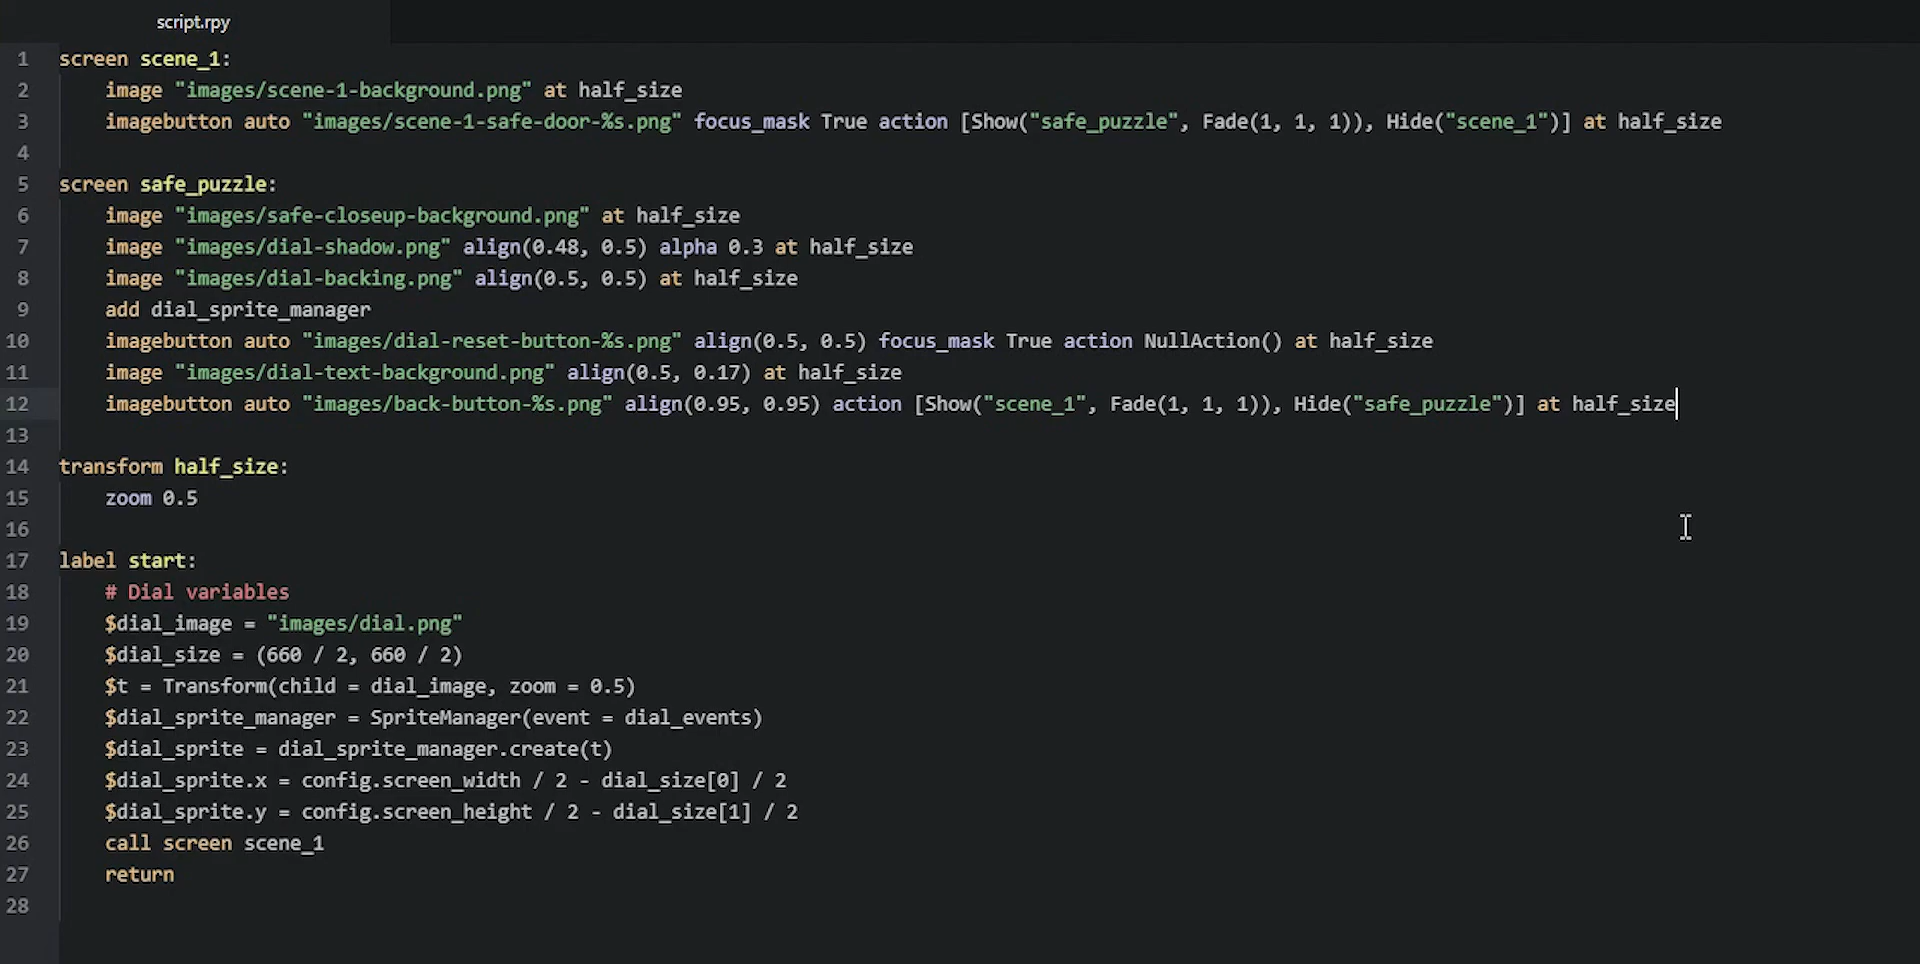 script.rpy
1 screen scene_1:
2     image "images/scene-1-background.png" at half_size
3     imagebutton auto "images/scene-1-safe-door-%s.png" focus_mask True action [Show("safe_puzzle", Fade(1, 1, 1)), Hide("scene_1")] at half_size
4
5 screen safe_puzzle:
6     image "images/safe-closeup-background.png" at half_size
7     image "images/dial-shadow.png" align(0.48, 0.5) alpha 0.3 at half_size
8     image "images/dial-backing.png" align(0.5, 0.5) at half_size
9     add dial_sprite_manager
10     imagebutton auto "images/dial-reset-button-%s.png" align(0.5, 0.5) focus_mask True action NullAction() at half_size
11     image "images/dial-text-background.png" align(0.5, 0.17) at half_size
12     imagebutton auto "images/back-button-%s.png" align(0.95, 0.95) action [Show("scene_1", Fade(1, 1, 1)), Hide("safe_puzzle")] at half_size
13
14 transform half_size:
15     zoom 0.5
16
17 label start:
18     # Dial variables
19     $dial_image = "images/dial.png"
20     $dial_size = (660 / 2, 660 / 2)
21     $t = Transform(child = dial_image, zoom = 0.5)
22     $dial_sprite_manager = SpriteManager(event = dial_events)
23     $dial_sprite = dial_sprite_manager.create(t)
24     $dial_sprite.x = config.screen_width / 2 - dial_size[0] / 2
25     $dial_sprite.y = config.screen_height / 2 - dial_size[1] / 2
26     call screen scene_1
27     return
28